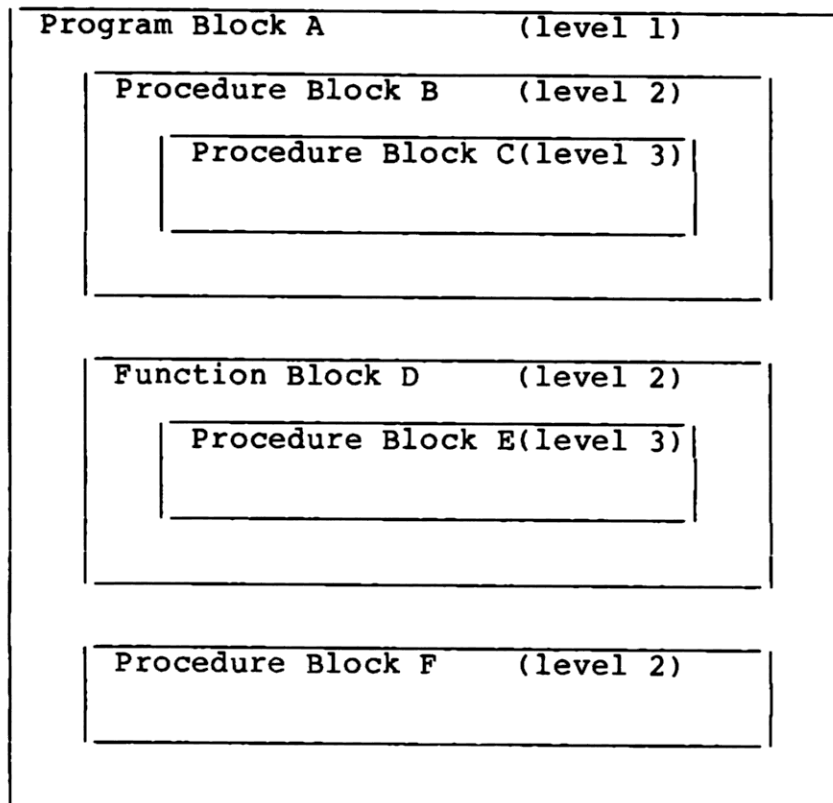 Program Block A (level 1)
Procedure Block B (level 2)
Procedure Block C(level 3)
Function Block D (level 2)
Procedure Block E(level 3)
Procedure Block F (level 2)